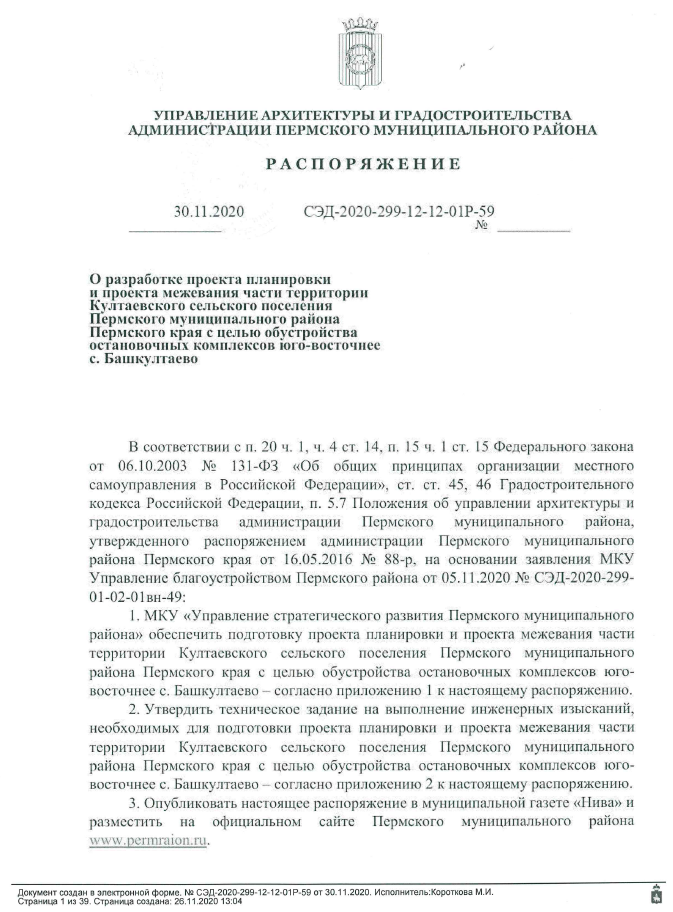 УПРАВЛЕНИЕ АРХИТЕКТУРЫ И ГРАДОСТРОИТЕЛЬСТВА
АДМИНИСТРАЦИИ ПЕРМСКОГО МУНИЦИПАЛЬНОГО РАЙОНА
Р А С П О Р Я Ж Е Н И Е
30.11.2020 СЭД-2020-299-12-12-01Р-59
№
О разработке проекта планировки
и проекта межевания части территории
Култаевского сельского поселения
Пермского муниципального района
Пермского края с целью обустройства
остановочных комплексов юго-восточнее
с. Башкултаево
В соответствии с п. 20 ч. 1, ч. 4 ст. 14, п. 15 ч. 1 ст. 15 Федерального закона
от 06.10.2003 № 131-ФЗ «Об общих принципах организации местного
самоуправления в Российской Федерации», ст. ст. 45, 46 Градостроительного
кодекса Российской Федерации, п. 5.7 Положения об управлении архитектуры и
градостроительства администрации Пермского муниципального района,
утвержденного распоряжением администрации Пермского муниципального
района Пермского края от 16.05.2016 № 88-р, на основании заявления МКУ
Управление благоустройством Пермского района от 05.11.2020 № СЭД-2020-299-
01-02-01вн-49:
1. МКУ «Управление стратегического развития Пермского муниципального
района» обеспечить подготовку проекта планировки и проекта межевания части
территории Култаевского сельского поселения Пермского муниципального
района Пермского края с целью обустройства остановочных комплексов юго-
восточнее с. Башкултаево – согласно приложению 1 к настоящему распоряжению.
2. Утвердить техническое задание на выполнение инженерных изысканий,
необходимых для подготовки проекта планировки и проекта межевания части
территории Култаевского сельского поселения Пермского муниципального
района Пермского края с целью обустройства остановочных комплексов юго-
восточнее с. Башкултаево – согласно приложению 2 к настоящему распоряжению.
3. Опубликовать настоящее распоряжение в муниципальной газете «Нива» и
разместить на официальном сайте Пермского муниципального района
www.permraion.ru.
Документ создан в электронной форме. № СЭД-2020-299-12-12-01Р-59 от 30.11.2020. Исполнитель:Короткова М.И.
Страница 1 из 39. Страница создана: 26.11.2020 13:04